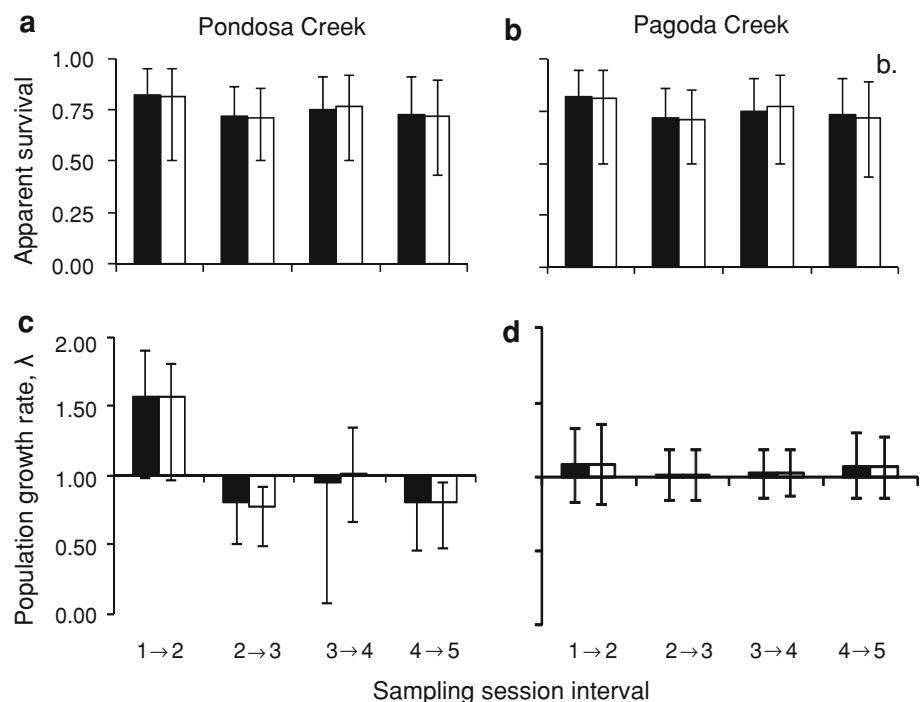 a
Pondosa Creek
b
Pagoda Creek
b.
Apparent survival
1.00
0.75
0.50
0.25
0.00
c
d
Population growth rate, λ
2.00
1.50
1.00
0.50
0.00
1→2 2→3 3→4 4→5
1→2 2→3 3→4 4→5
Sampling session interval